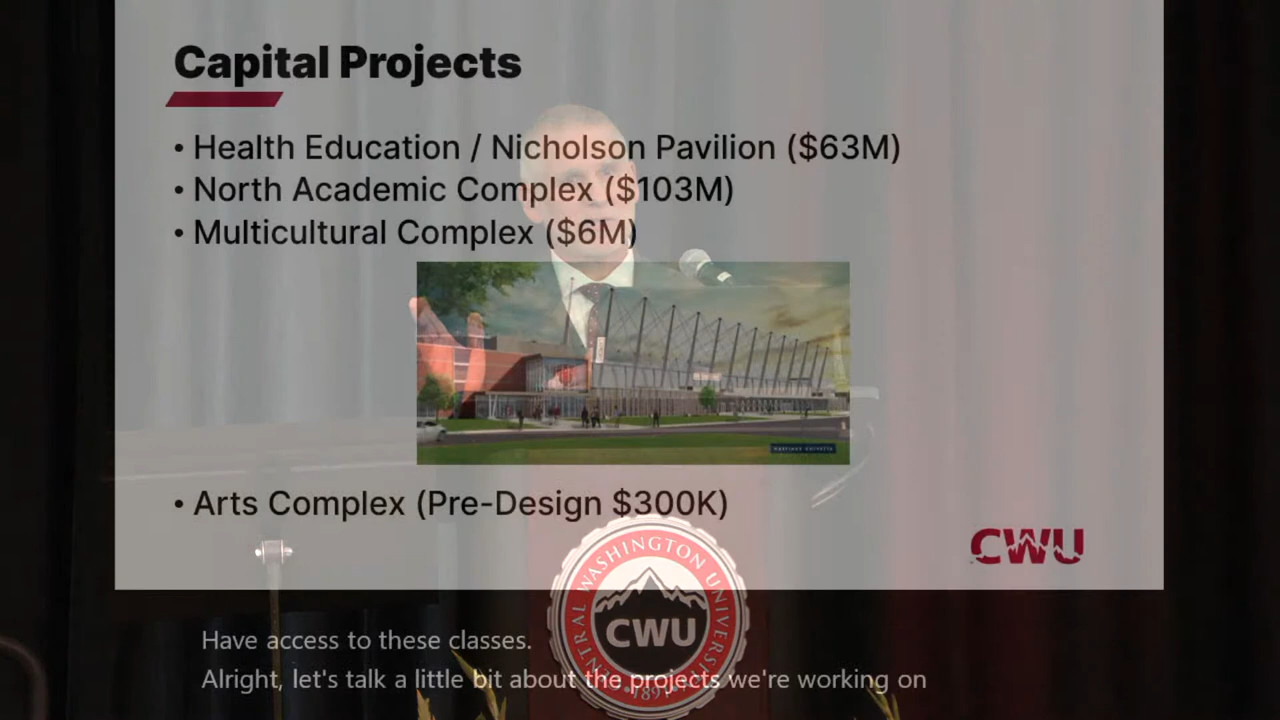 Capital Projects
• Health Education / Nicholson Pavilion ($63M)
• North Academic Complex ($103M)
• Multicultural Complex ($6M)
• Arts Complex (Pre-Design $300K)
CWU
CENTRAL WASHINGTON UNIVERSITY
CWU
• 1891 •
Have access to these classes.
Alright, let's talk a little bit about the projects we're working on